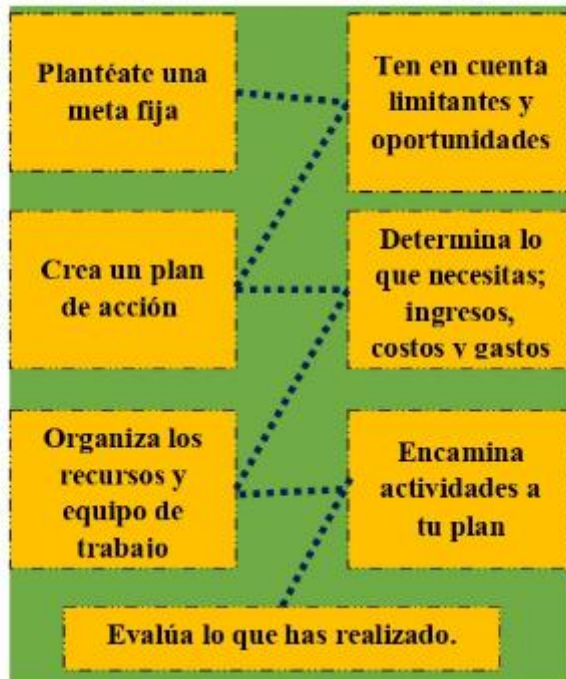 Plantéate una
meta fija
Ten en cuenta
limitantes y
oportunidades
Crea un plan
de acción
Determina lo
que necesitas;
ingresos,
costos y gastos
Organiza los
recursos y
equipo de
trabajo
Encamina
actividades a
tu plan
Evalúa lo que has realizado.